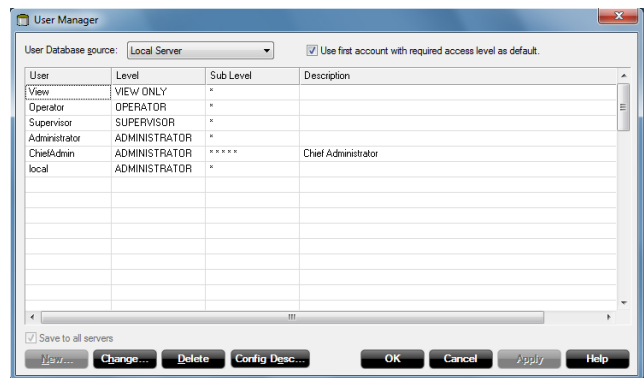 User Manager
User Database source: Local Server Use first account with required access level as default.
User Level Sub Level Description
View VIEW ONLY *
Operator OPERATOR *
Supervisor SUPERVISOR *
Administrator ADMINISTRATOR *
ChiefAdmin ADMINISTRATOR * * * * * Chief Administrator
local ADMINISTRATOR *
Save to all servers
New... Change... Delete Config Desc... OK Cancel Apply Help